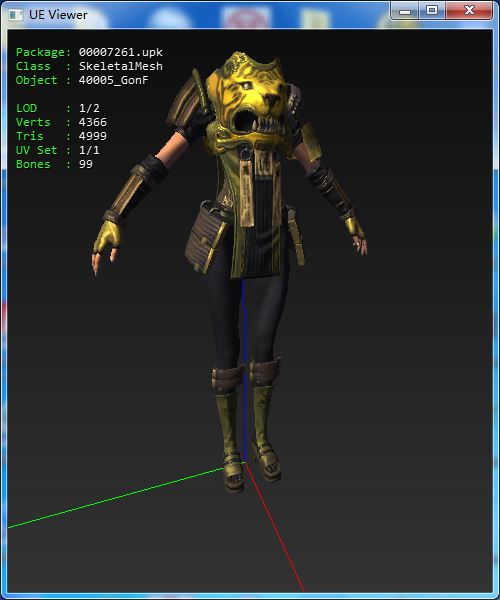 UE Viewer
Package: 00007261.upk
Class : SkeletalMesh
Object : 40005_GonF
LOD : 1/2
Verts : 4366
Tris : 4999
UV Set : 1/1
Bones : 99